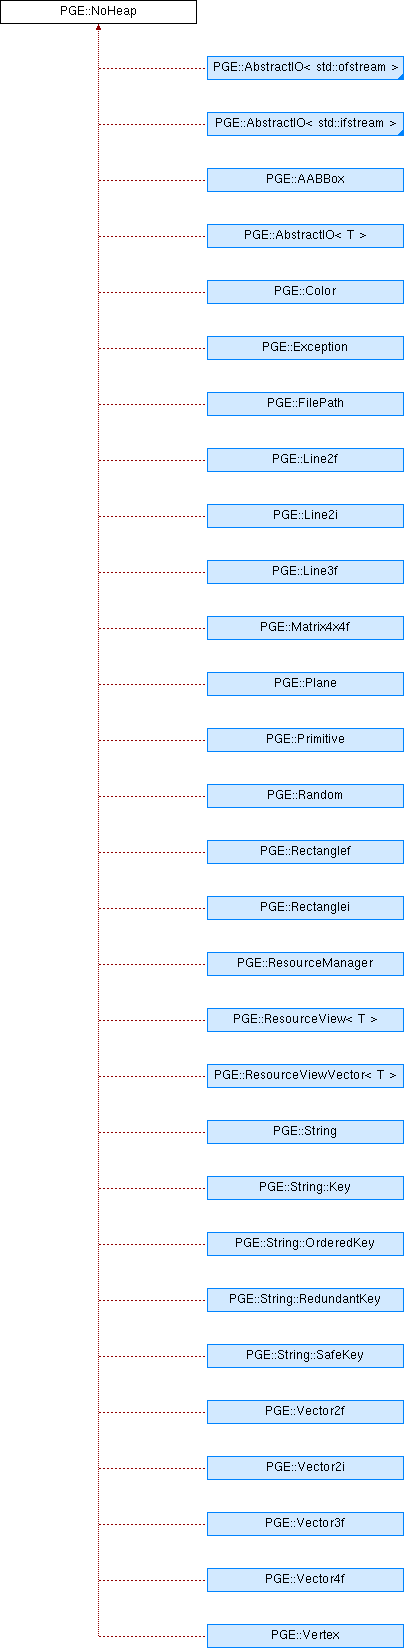 PGE::NoHeap
PGE::AbstractIO< std::ofstream >
PGE::AbstractIO< std::ifstream >
PGE::AABBox
PGE::AbstractIO< T >
PGE::Color
PGE::Exception
PGE::FilePath
PGE::Line2f
PGE::Line2i
PGE::Line3f
PGE::Matrix4x4f
PGE::Plane
PGE::Primitive
PGE::Random
PGE::Rectanglef
PGE::Rectanglei
PGE::ResourceManager
PGE::ResourceView< T >
PGE::ResourceViewVector< T >
PGE::String
PGE::String::Key
PGE::String::OrderedKey
PGE::String::RedundantKey
PGE::String::SafeKey
PGE::Vector2f
PGE::Vector2i
PGE::Vector3f
PGE::Vector4f
PGE::Vertex